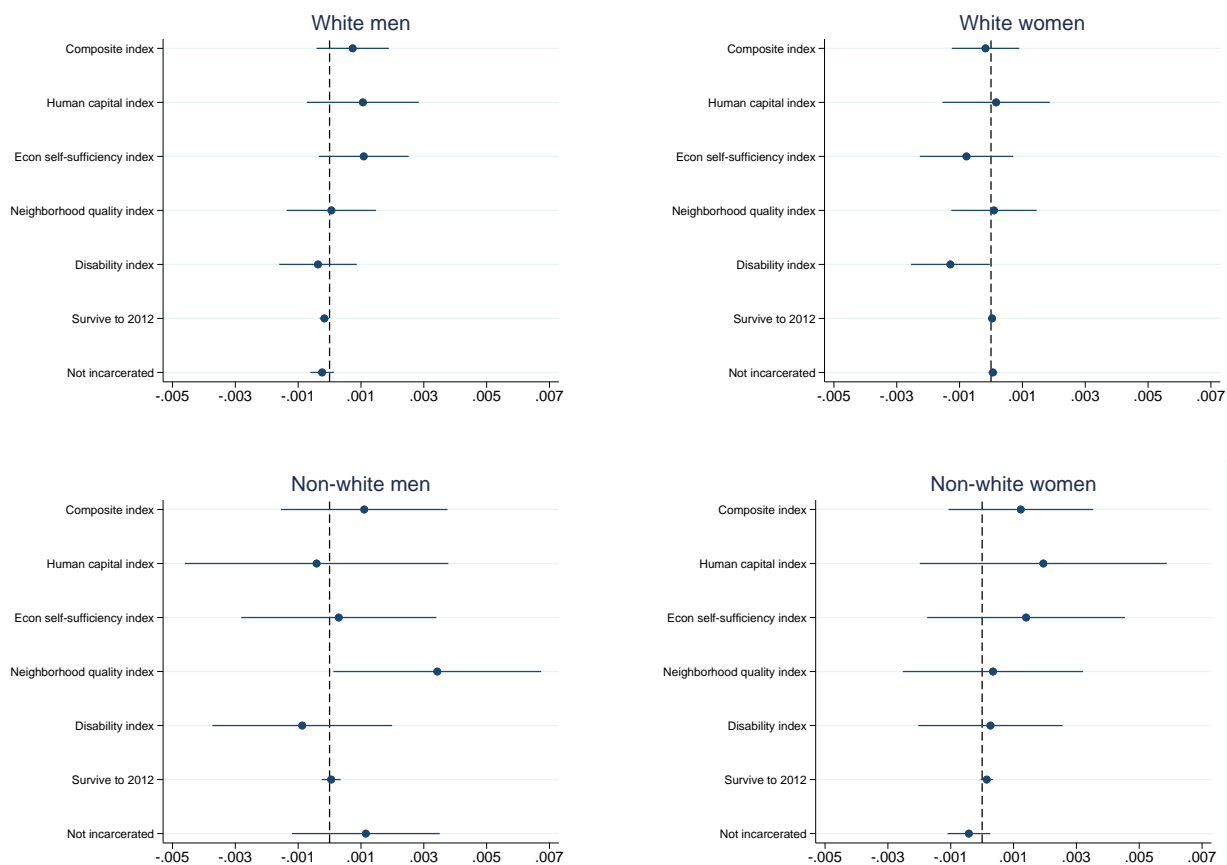 White men
Composite index
Human capital index
Econ self-sufficiency index
Neighborhood quality index
Disability index
Survive to 2012
Not incarcerated
-.005 -.003 -.001 .001 .003 .005 .007
White women
Composite index
Human capital index
Econ self-sufficiency index
Neighborhood quality index
Disability index
Survive to 2012
Not incarcerated
-.005 -.003 -.001 .001 .003 .005 .007
Non-white men
Composite index
Human capital index
Econ self-sufficiency index
Neighborhood quality index
Disability index
Survive to 2012
Not incarcerated
-.005 -.003 -.001 .001 .003 .005 .007
Non-white women
Composite index
Human capital index
Econ self-sufficiency index
Neighborhood quality index
Disability index
Survive to 2012
Not incarcerated
-.005 -.003 -.001 .001 .003 .005 .007